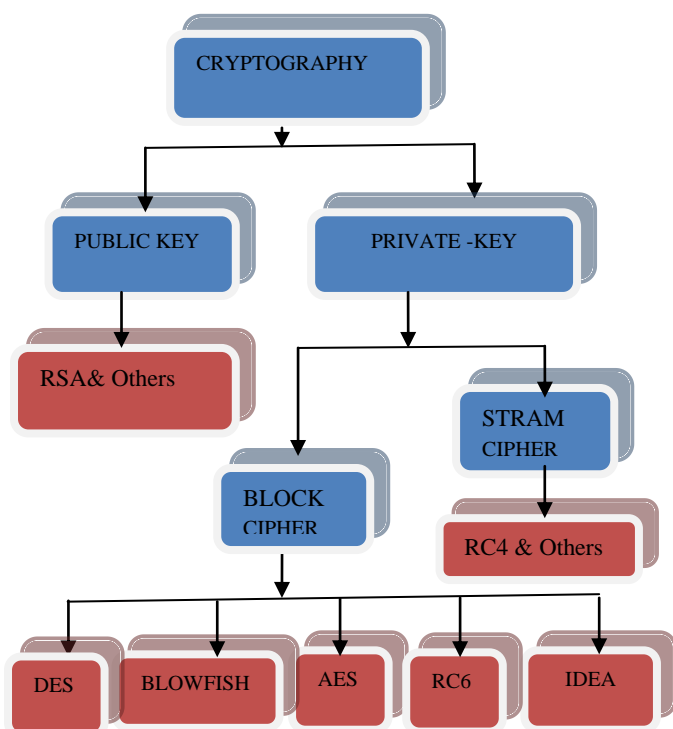 CRYPTOGRAPHY
PUBLIC KEY
PRIVATE -KEY
RSA& Others
STRAM
CIPHER
BLOCK
CIPHER
RC4 & Others
DES
BLOWFISH
AES
RC6
IDEA